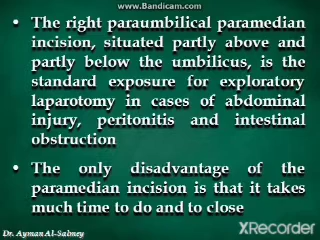 www.Bandicam.com
• The right paraumbilical paramedian
incision, situated partly above and
partly below the umbilicus, is the
standard exposure for exploratory
laparotomy in cases of abdominal
injury, peritonitis and intestinal
obstruction
• The only disadvantage of the
paramedian incision is that it takes
much time to do and to close
Dr. Ayman Al-Salmey
XRecorder